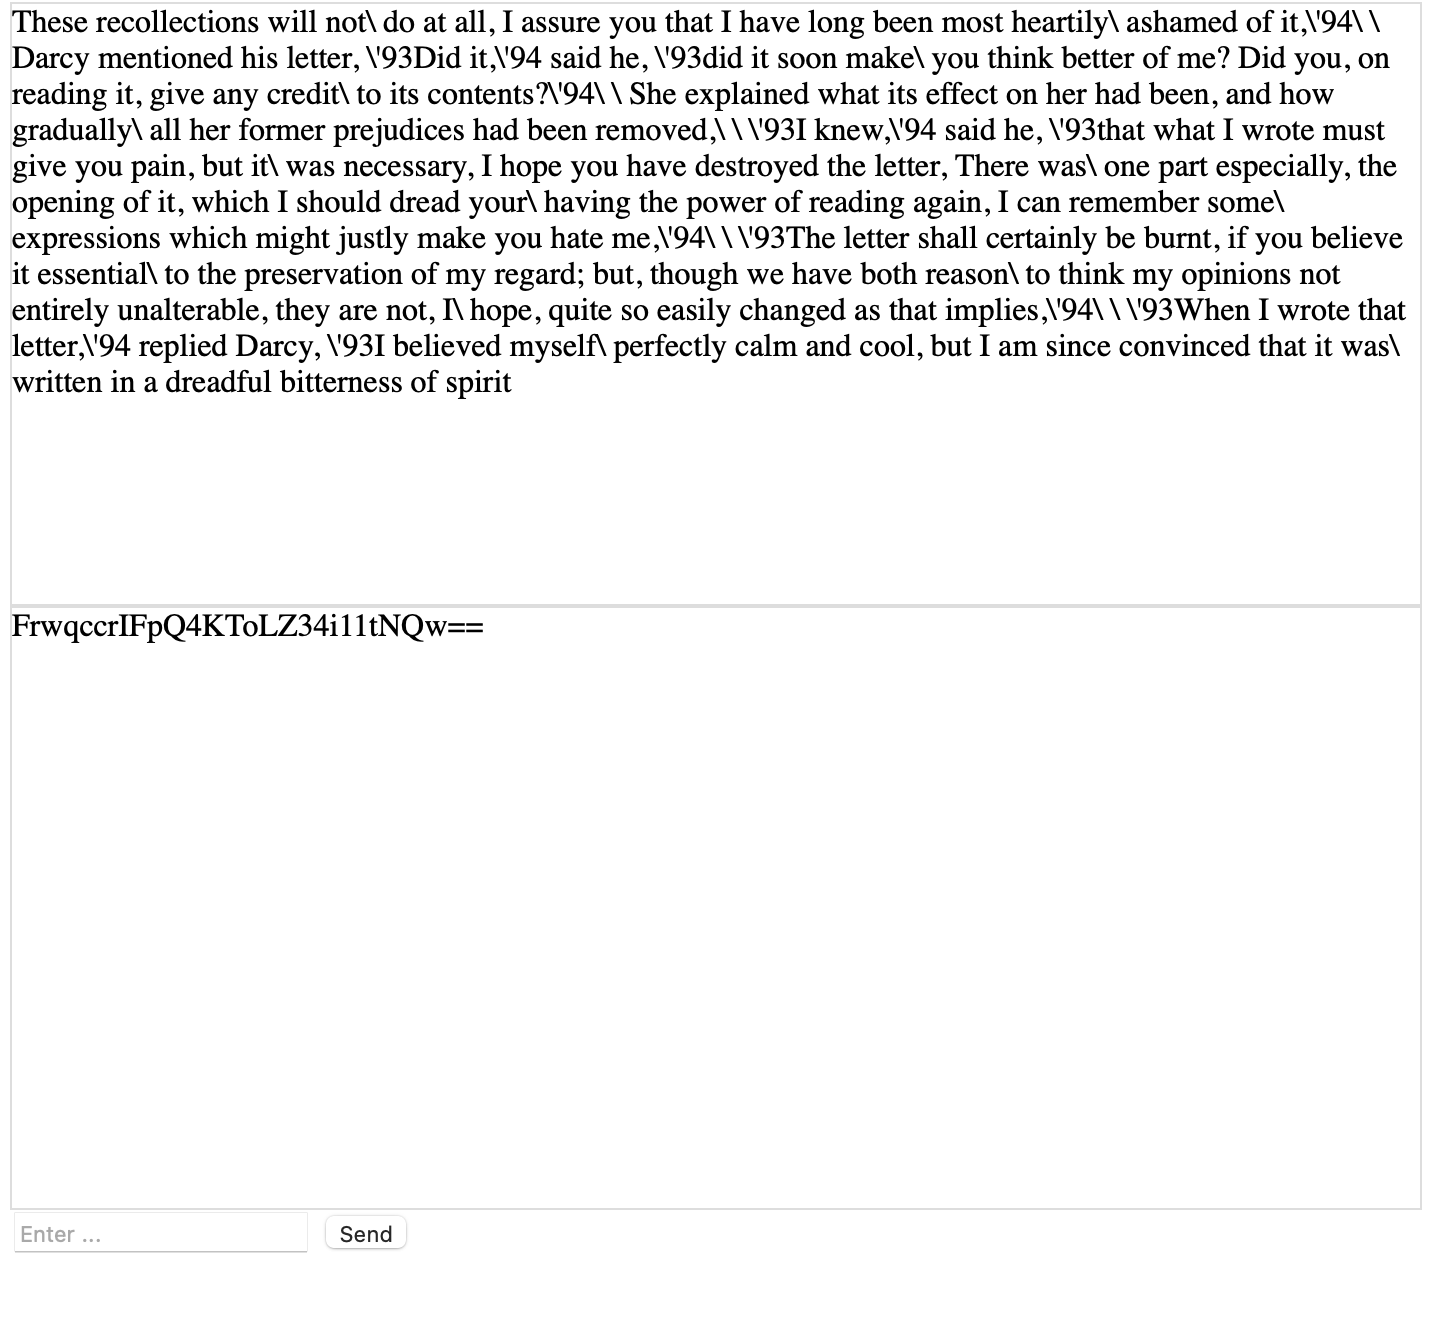 These recollections will not\ do at all, I assure you that I have long been most heartily\ ashamed of it,\'94\ \
Darcy mentioned his letter, \'93Did it,\'94 said he, \'93did it soon make\ you think better of me? Did you, on
reading it, give any credit\ to its contents?\'94\ \ She explained what its effect on her had been, and how
gradually\ all her former prejudices had been removed,\ \ \'93I knew,\'94 said he, \'93that what I wrote must
give you pain, but it\ was necessary, I hope you have destroyed the letter, There was\ one part especially, the
opening of it, which I should dread your\ having the power of reading again, I can remember some\
expressions which might justly make you hate me,\'94\ \ \'93The letter shall certainly be burnt, if you believe
it essential\ to the preservation of my regard; but, though we have both reason\ to think my opinions not
entirely unalterable, they are not, I\ hope, quite so easily changed as that implies,\'94\ \ \'93When I wrote that
letter,\'94 replied Darcy, \'93I believed myself\ perfectly calm and cool, but I am since convinced that it was\
written in a dreadful bitterness of spirit
FrwqccrIFpQ4KToLZ34i11tNQw==
Enter ... Send